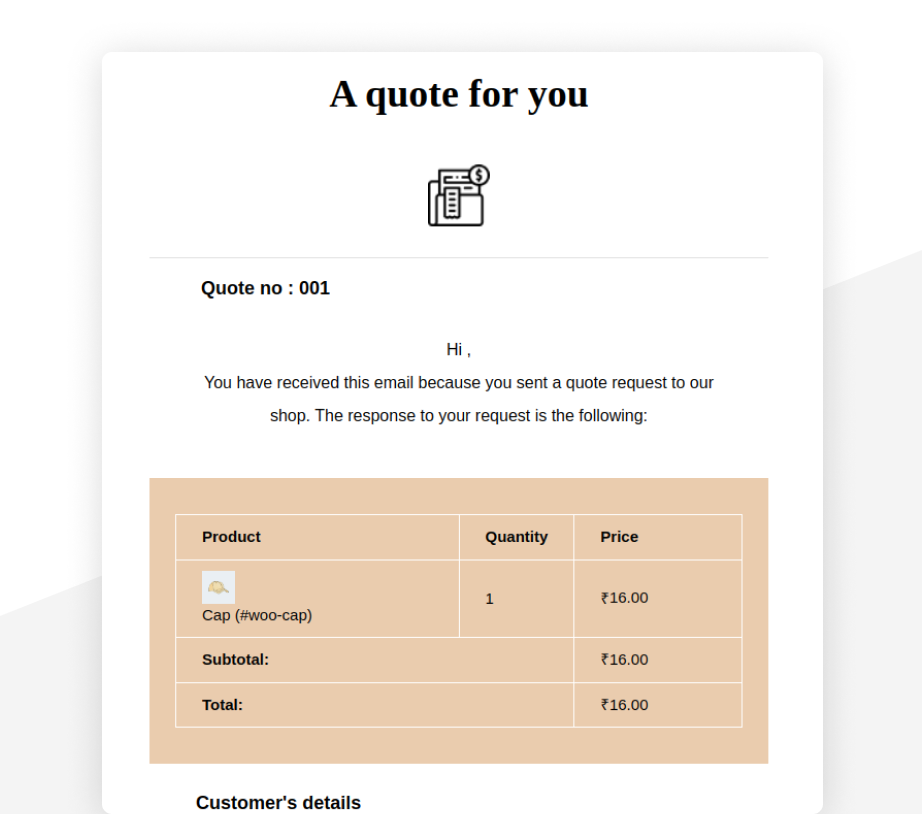 A quote for you
$
Quote no : 001
Hi ,
You have received this email because you sent a quote request to our
shop. The response to your request is the following:
Product Quantity Price
Cap (#woo-cap) 1 ₹16.00
Subtotal: ₹16.00
Total: ₹16.00
Customer's details